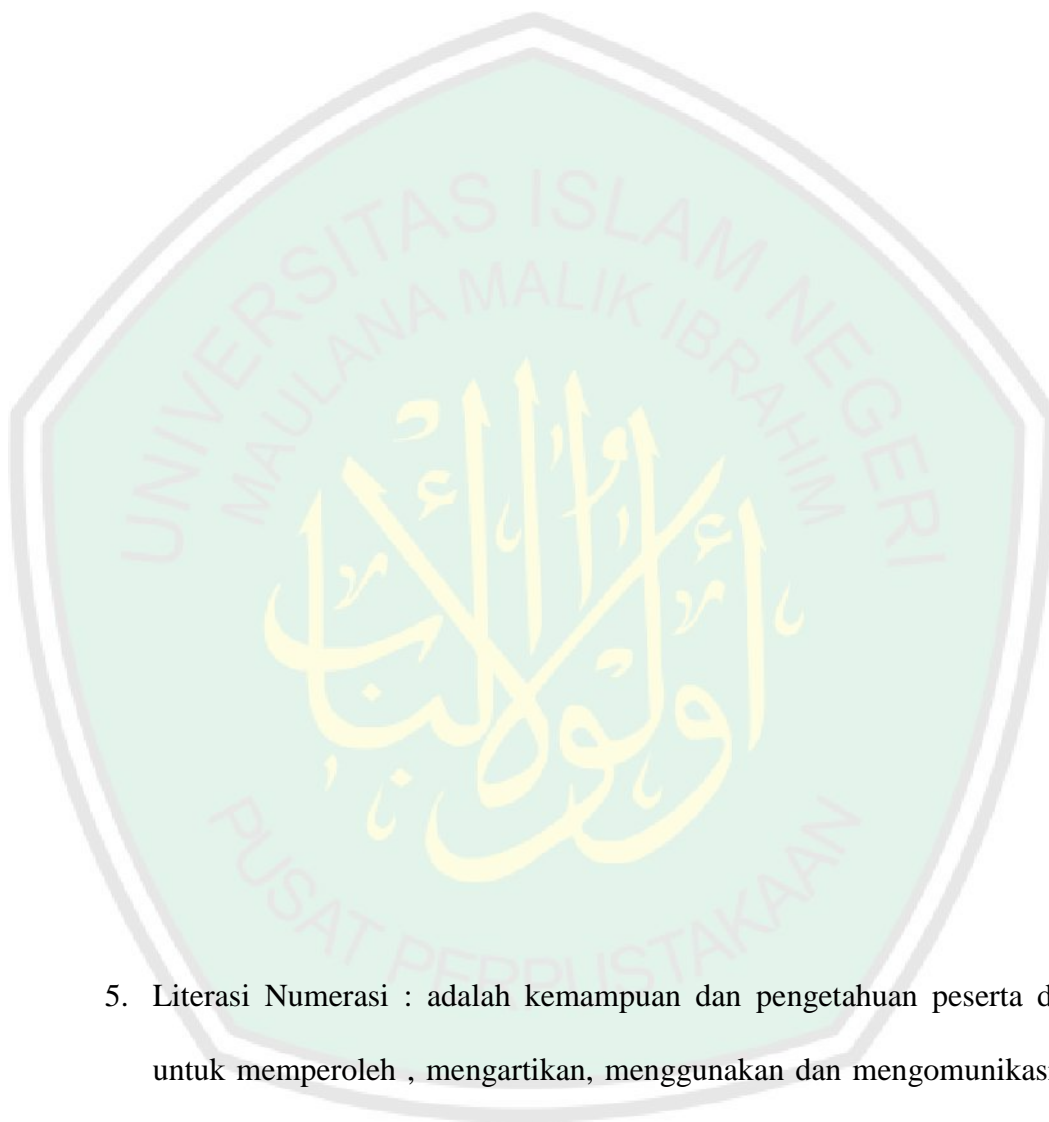 UNIVERSITAS ISLAM NEGERI
MAULANA MALIK IBRAHIM
أولوا الألباب
PUSAT PERPUSTAKAAN
5. Literasi Numerasi : adalah kemampuan dan pengetahuan peserta d
untuk memperoleh , mengartikan, menggunakan dan mengomunikas